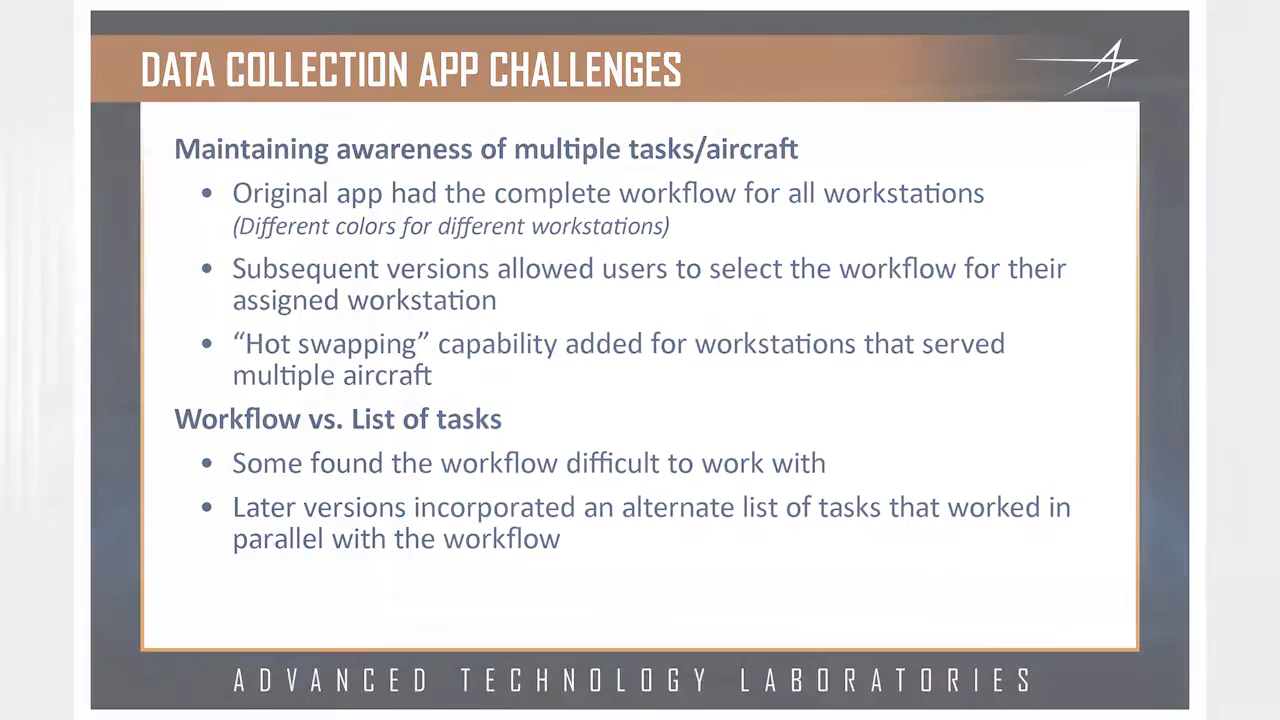 DATA COLLECTION APP CHALLENGES
Maintaining awareness of multiple tasks/aircraft
• Original app had the complete workflow for all workstations
(Different colors for different workstations)
• Subsequent versions allowed users to select the workflow for their
assigned workstation
• “Hot swapping” capability added for workstations that served
multiple aircraft
Workflow vs. List of tasks
• Some found the workflow difficult to work with
• Later versions incorporated an alternate list of tasks that worked in
parallel with the workflow
ADVANCED TECHNOLOGY LABORATORIES